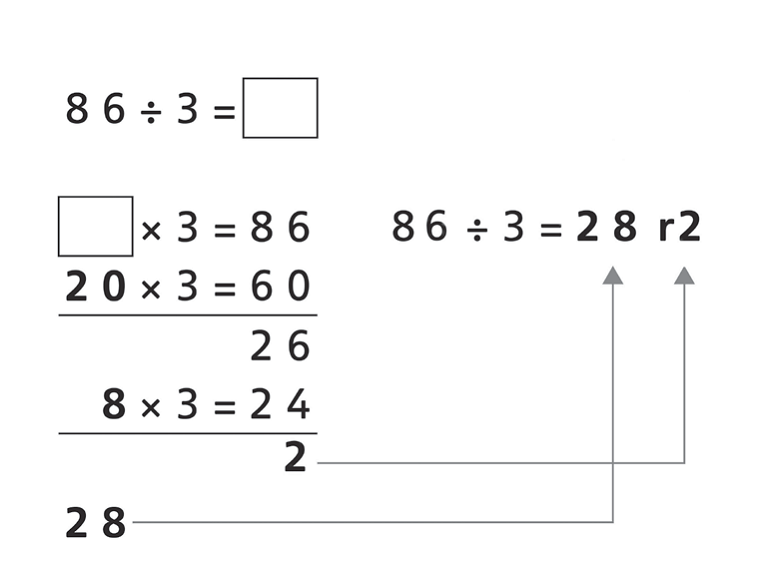 86 ÷ 3 =
× 3 = 86
20 × 3 = 60
26
8 × 3 = 24
2
28
86 ÷ 3 = 28 r2